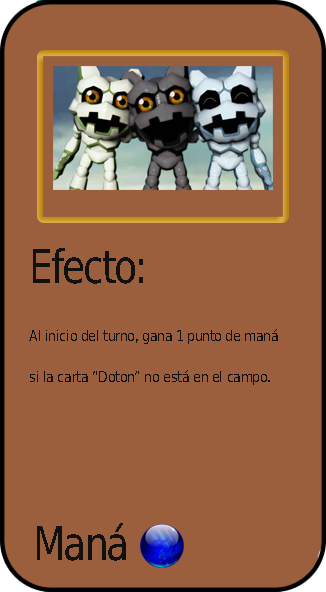 Efecto:
Al inicio del turno, gana 1 punto de maná
si la carta "Doton" no está en el campo.
Maná